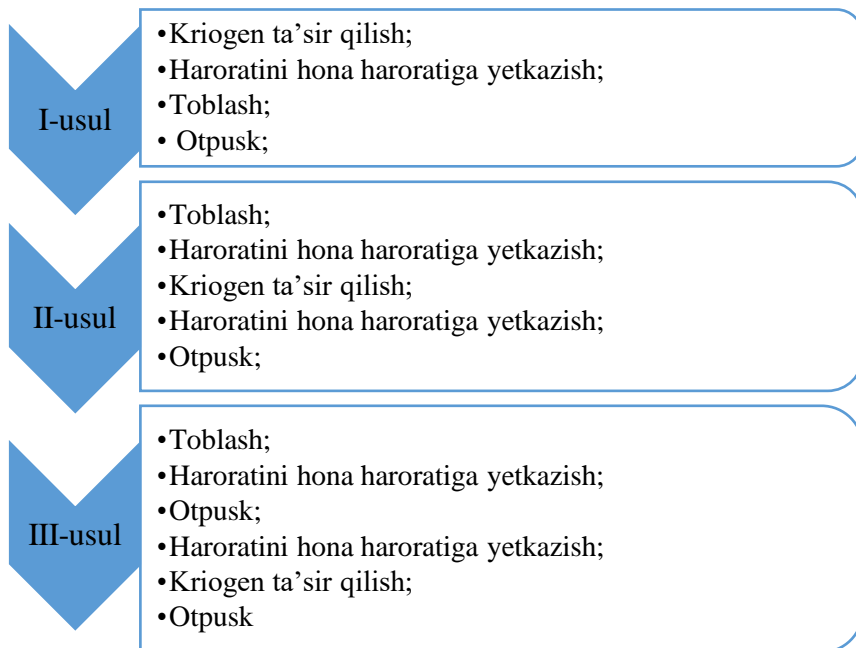 I-usul
•Kriogen ta’sir qilish;
•Haroratini hona haroratiga yetkazish;
•Toblash;
• Otpusk;
II-usul
•Toblash;
•Haroratini hona haroratiga yetkazish;
•Kriogen ta’sir qilish;
•Haroratini hona haroratiga yetkazish;
•Otpusk;
III-usul
•Toblash;
•Haroratini hona haroratiga yetkazish;
•Otpusk;
•Haroratini hona haroratiga yetkazish;
•Kriogen ta’sir qilish;
•Otpusk